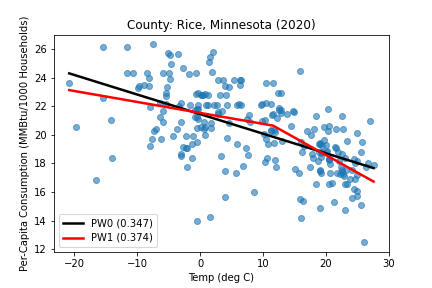 County: Rice, Minnesota (2020)
Per-Capita Consumption (MMBtu/1000 Households)
26
24
22
20
18
16
14
12
PW0 (0.347)
PW1 (0.374)
−20
−10
0
10
20
30
Temp (deg C)